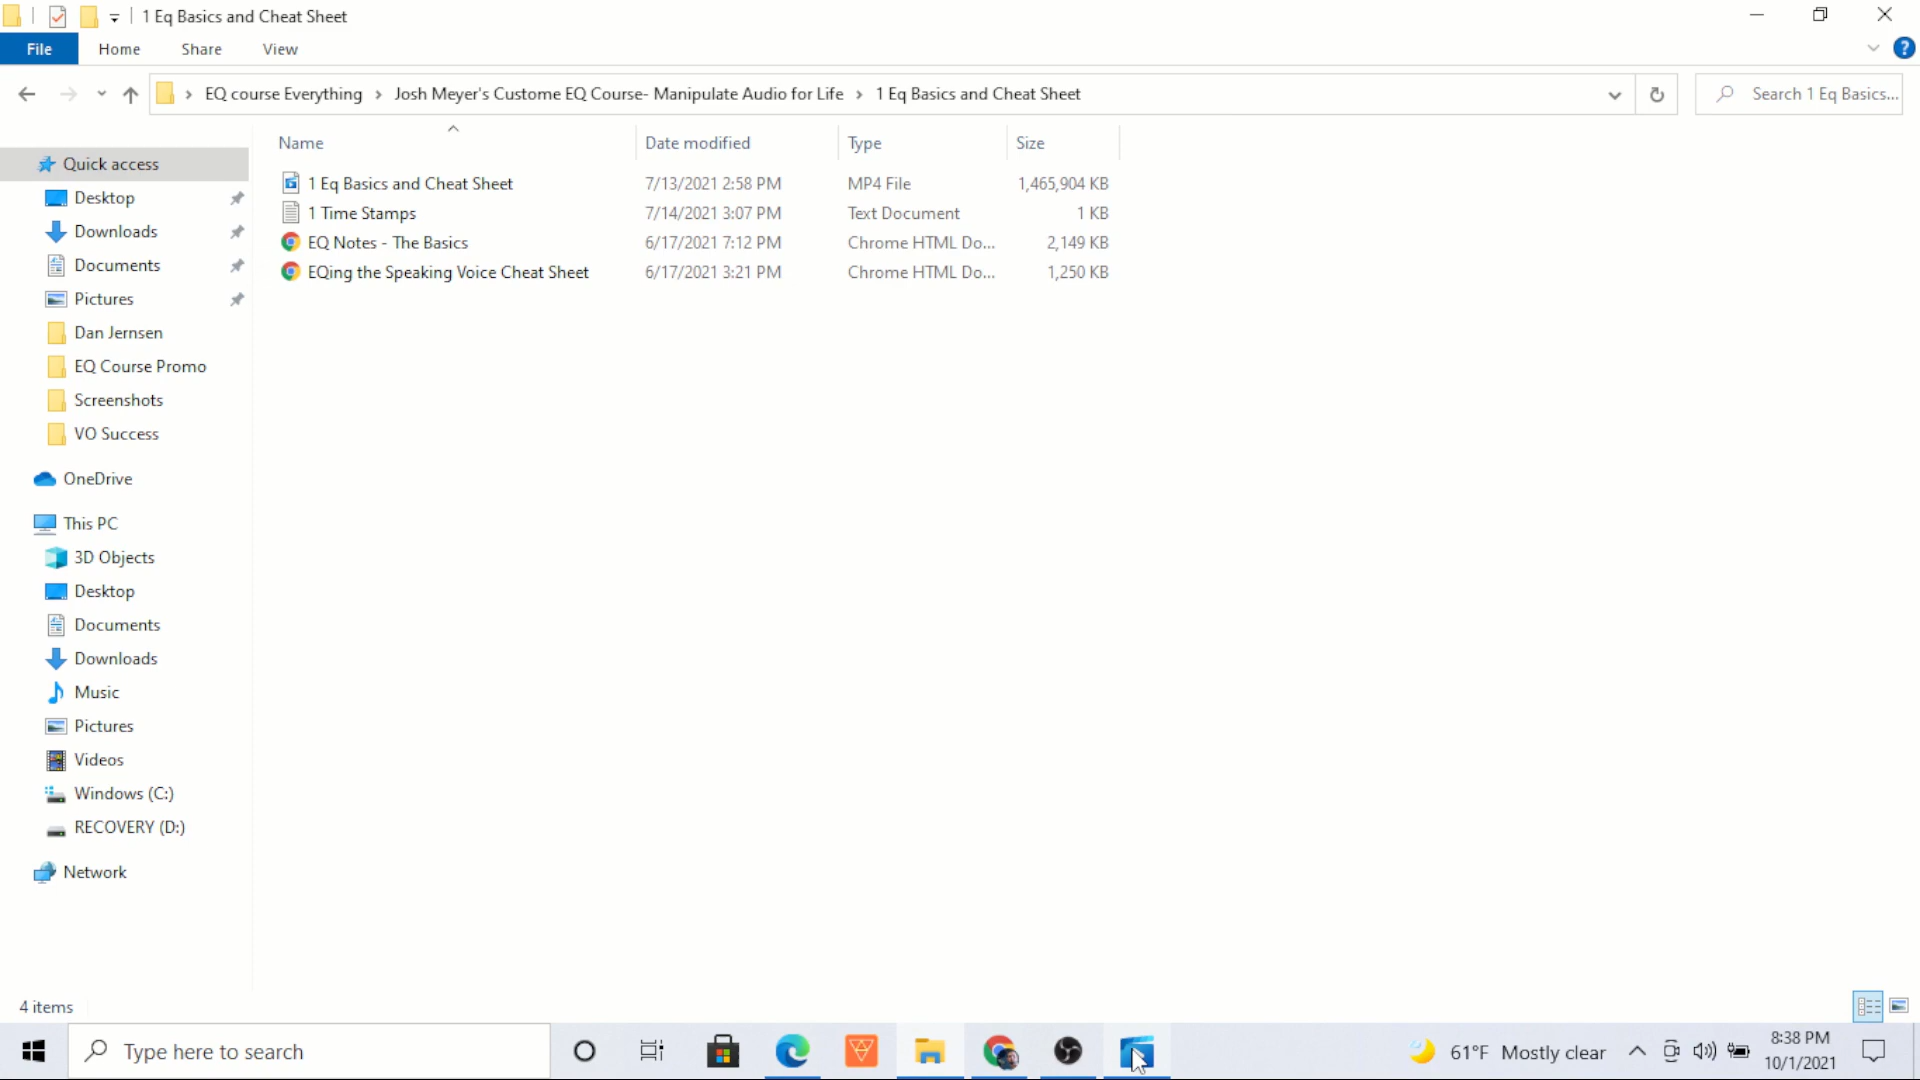 1 Eq Basics and Cheat Sheet
File Home Share View
EQ course Everything Josh Meyer's Custome EQ Course- Manipulate Audio for Life 1 Eq Basics and Cheat Sheet
Search 1 Eq Basics...
Name Date modified Type Size
1 Eq Basics and Cheat Sheet 7/13/2021 2:58 PM MP4 File 1,465,904 KB
1 Time Stamps 7/14/2021 3:07 PM Text Document 1 KB
EQ Notes - The Basics 6/17/2021 7:12 PM Chrome HTML Do... 2,149 KB
EQing the Speaking Voice Cheat Sheet 6/17/2021 3:21 PM Chrome HTML Do... 1,250 KB
Quick access
Desktop
Downloads
Documents
Pictures
Dan Jernsen
EQ Course Promo
Screenshots
VO Success
OneDrive
This PC
3D Objects
Desktop
Documents
Downloads
Music
Pictures
Videos
Windows (C:)
RECOVERY (D:)
Network
4 items
Type here to search
61°F Mostly clear
8:38 PM
10/1/2021